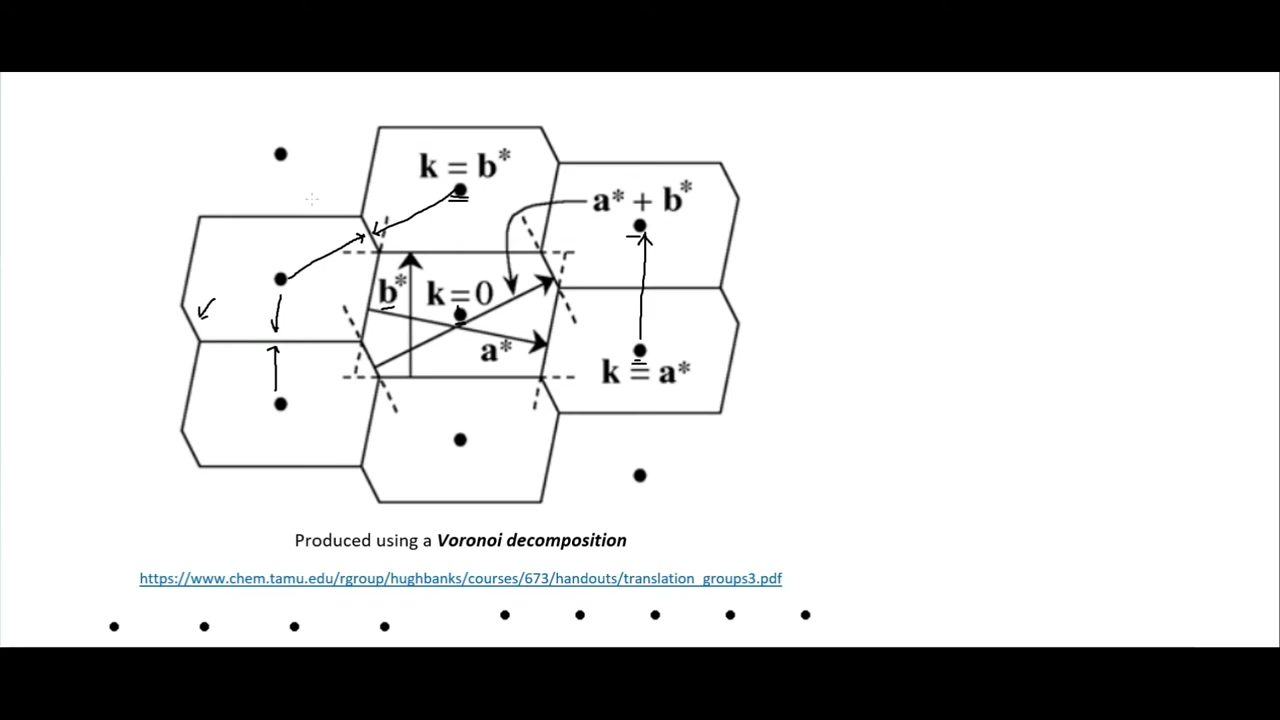 k = b*
a* + b*
b*
k = 0
a*
k = a*
Produced using a Voronoi decomposition
https://www.chem.tamu.edu/rgroup/hughbanks/courses/673/handouts/translation_groups3.pdf